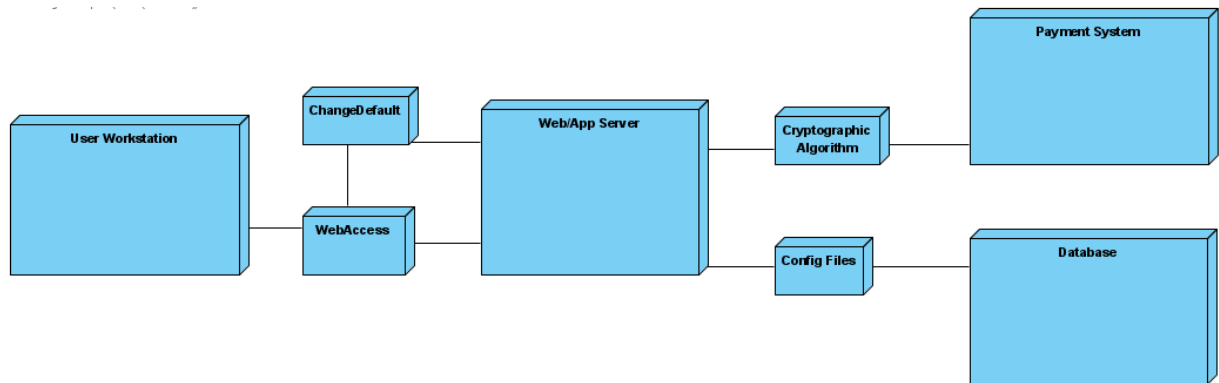 Payment System
ChangeDefault
Web/App Server
User Workstation
Cryptographic
Algorithm
WebAccess
Config Files
Database